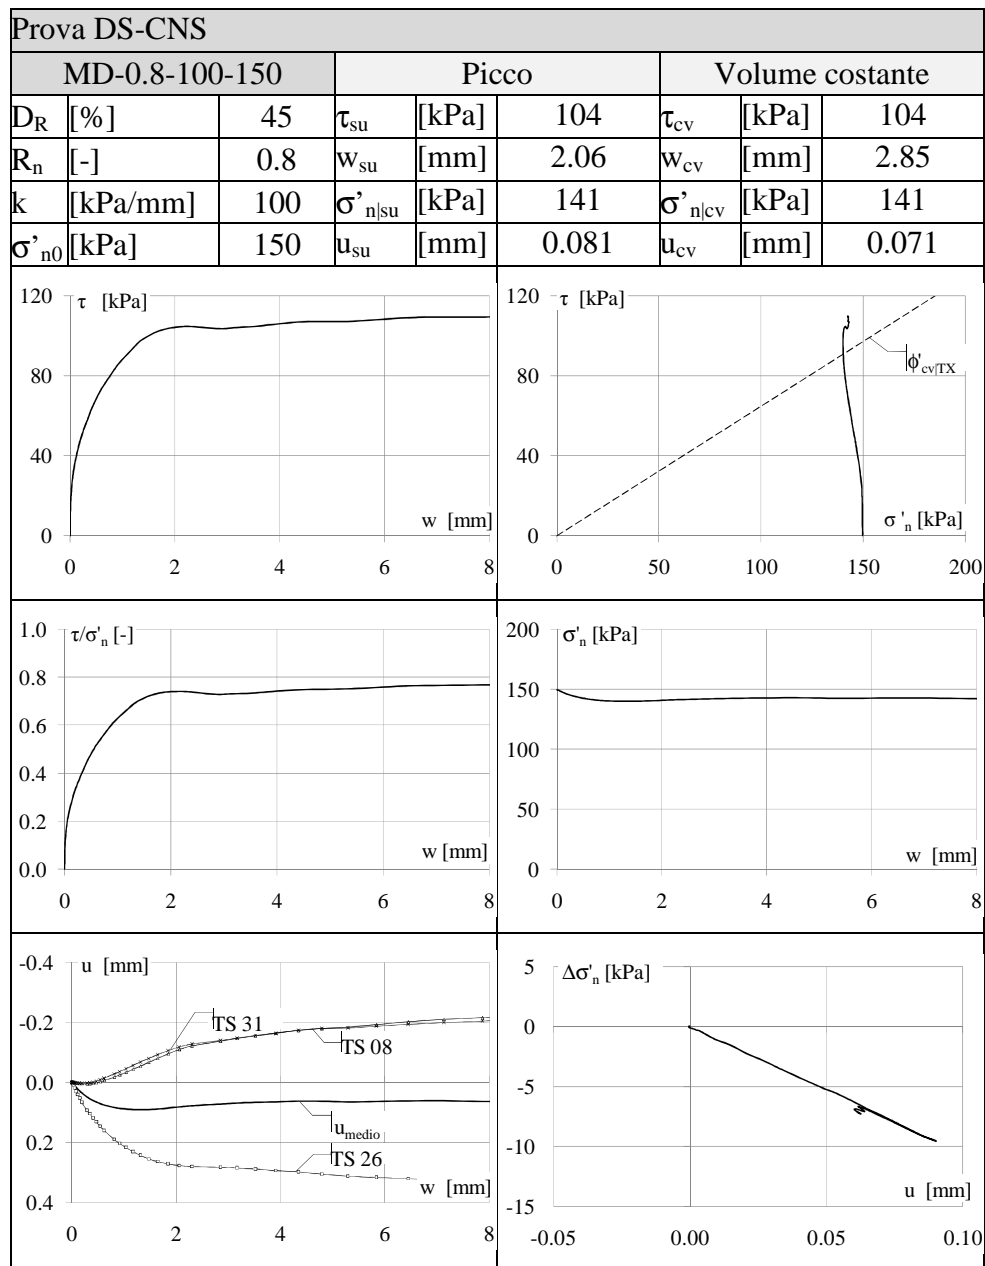 Prova DS-CNS
MD-0.8-100-150 Picco Volume costante
D_R [%] 45 τ_su [kPa] 104 τ_cv [kPa] 104
R_n [-] 0.8 w_su [mm] 2.06 w_cv [mm] 2.85
k [kPa/mm] 100 σ'_n|su [kPa] 141 σ'_n|cv [kPa] 141
σ'_n0 [kPa] 150 u_su [mm] 0.081 u_cv [mm] 0.071
120 τ [kPa]
80
40
0
w [mm]
0 2 4 6 8
120 τ [kPa]
80
40
0
ϕ'_cv|TX
σ'_n [kPa]
0 50 100 150 200
1.0 τ/σ'_n [-]
0.8
0.6
0.4
0.2
0.0
w [mm]
0 2 4 6 8
200 σ'_n [kPa]
150
100
50
0
w [mm]
0 2 4 6 8
-0.4 u [mm]
-0.2
0.0
0.2
0.4
TS 31
TS 08
u_medio
TS 26
w [mm]
0 2 4 6 8
5 Δσ'_n [kPa]
0
-5
-10
-15
u [mm]
-0.05 0.00 0.05 0.10